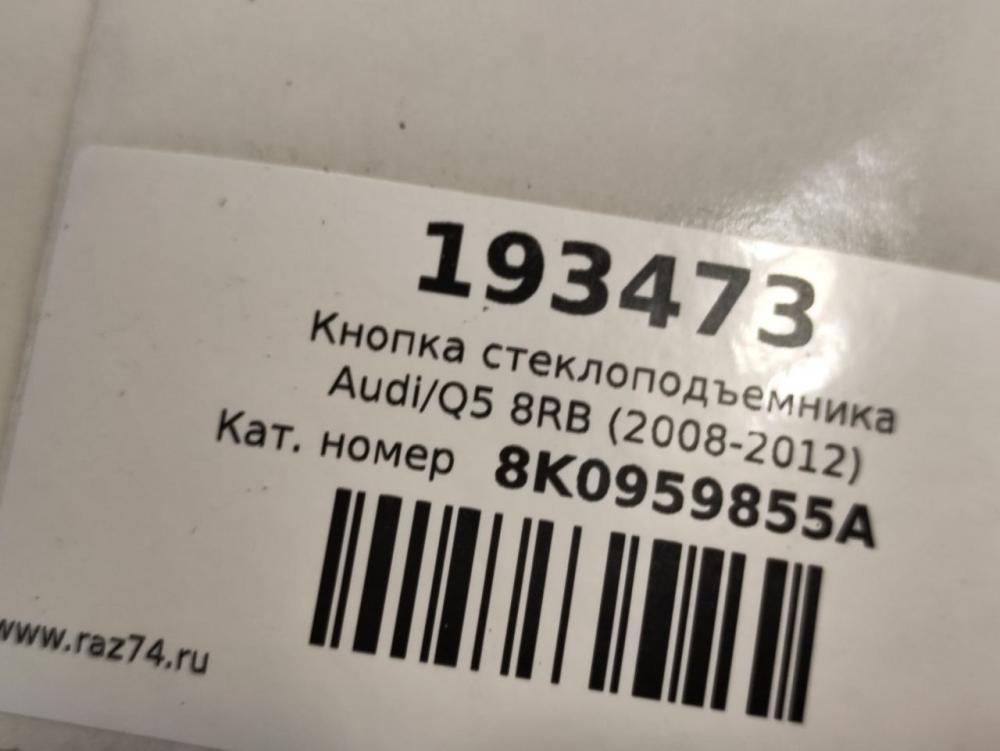 193473
Кнопка стеклоподъемника
Audi/Q5 8RB (2008-2012)
Кат. номер 8K0959855A
www.raz74.ru